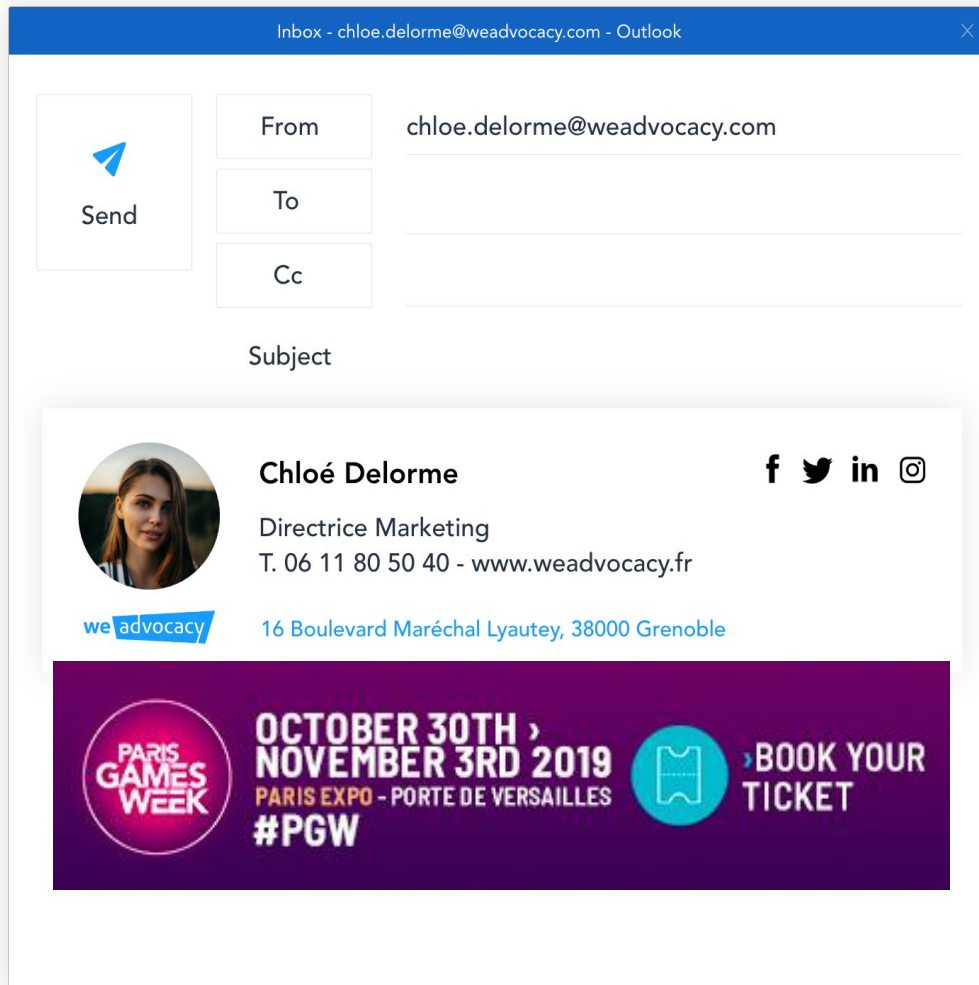 Inbox - chloe.delorme@weadvocacy.com - Outlook
Send
From
chloe.delorme@weadvocacy.com
To
Cc
Subject
Chloé Delorme
Directrice Marketing
T. 06 11 80 50 40 - www.weadvocacy.fr
we advocacy
16 Boulevard Maréchal Lyautey, 38000 Grenoble
PARIS
GAMES
WEEK
OCTOBER 30TH ›
NOVEMBER 3RD 2019
PARIS EXPO - PORTE DE VERSAILLES
#PGW
›BOOK YOUR
TICKET